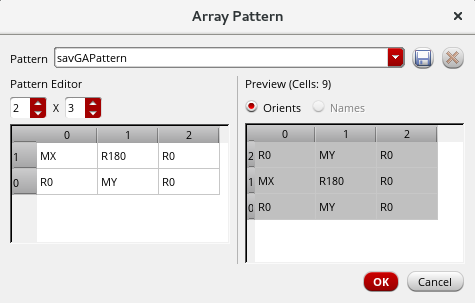 Array Pattern
Pattern savGAPattern
Pattern Editor
2 X 3
0 1 2
1 MX R180 R0
0 R0 MY R0
Preview (Cells: 9)
Orients Names
0 1 2
2 R0 MY R0
1 MX R180 R0
0 R0 MY R0
OK Cancel